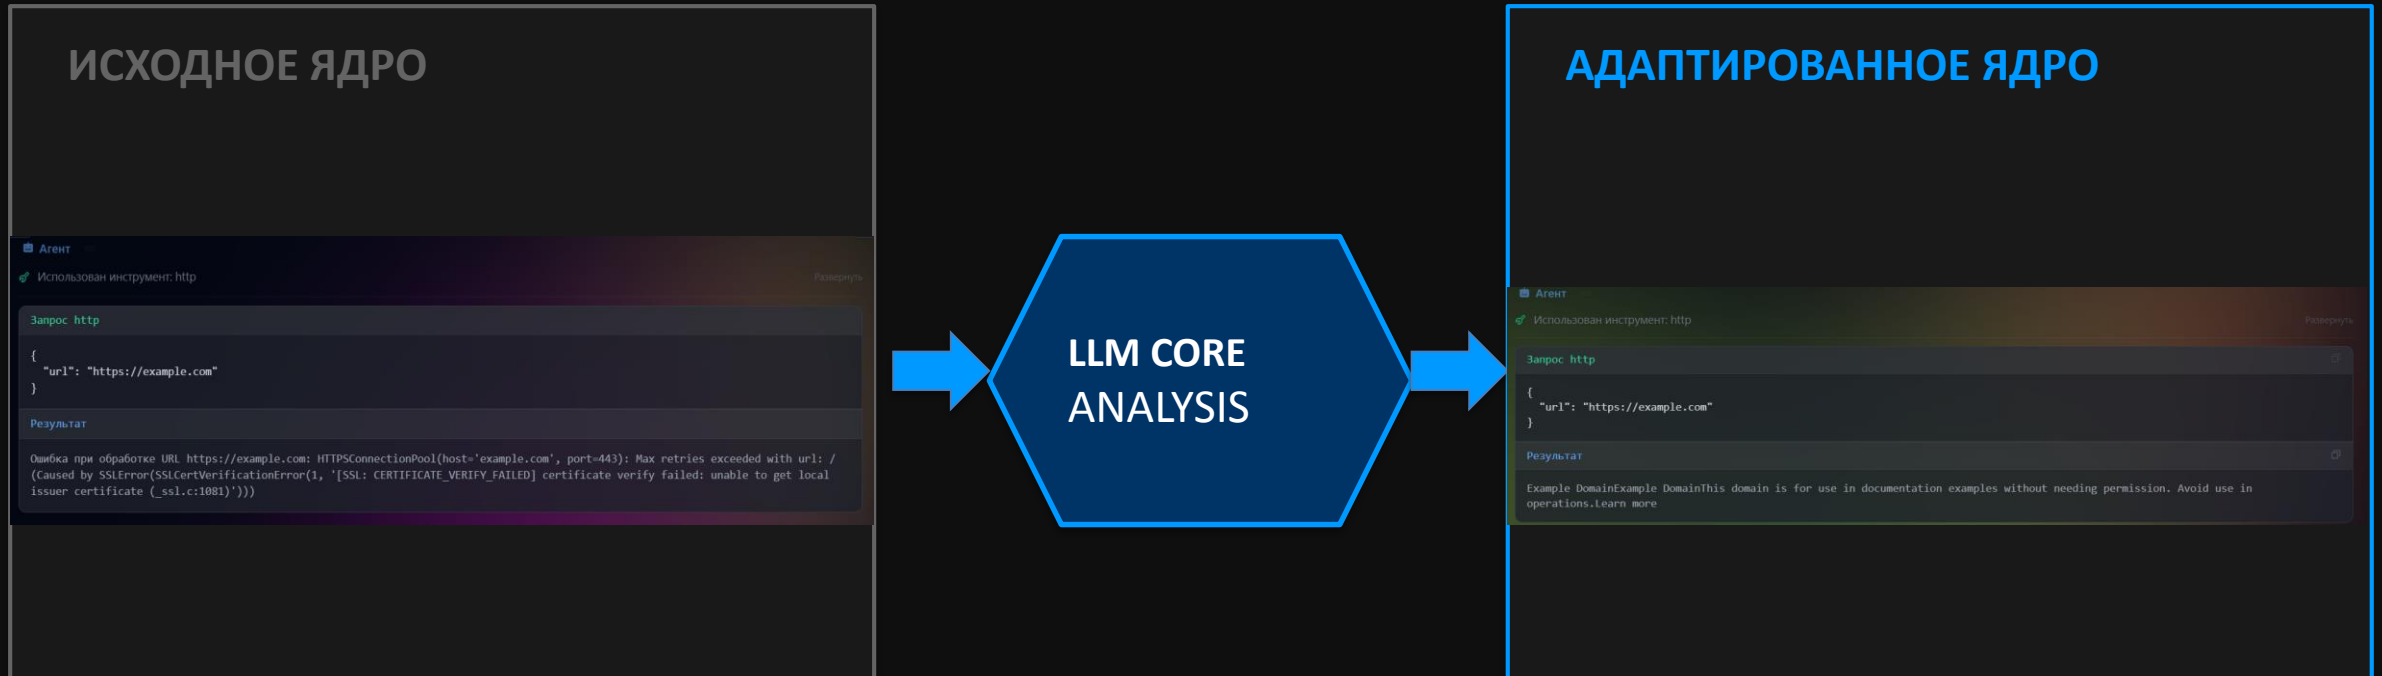 ИСХОДНОЕ ЯДРО
Агент
Использован инструмент: http
Развернуть
Запрос http
{
"url": "https://example.com"
}
Результат
Ошибка при обработке URL https://example.com: HTTPSConnectionPool(host='example.com', port=443): Max retries exceeded with url: /
(Caused by SSLError(SSLCertVerificationError(1, '[SSL: CERTIFICATE_VERIFY_FAILED] certificate verify failed: unable to get local
issuer certificate (_ssl.c:1081)')))
LLM CORE
ANALYSIS
АДАПТИРОВАННОЕ ЯДРО
Агент
Использован инструмент: http
Развернуть
Запрос http
{
"url": "https://example.com"
}
Результат
Example DomainExample DomainThis domain is for use in documentation examples without needing permission. Avoid use in
operations.Learn more